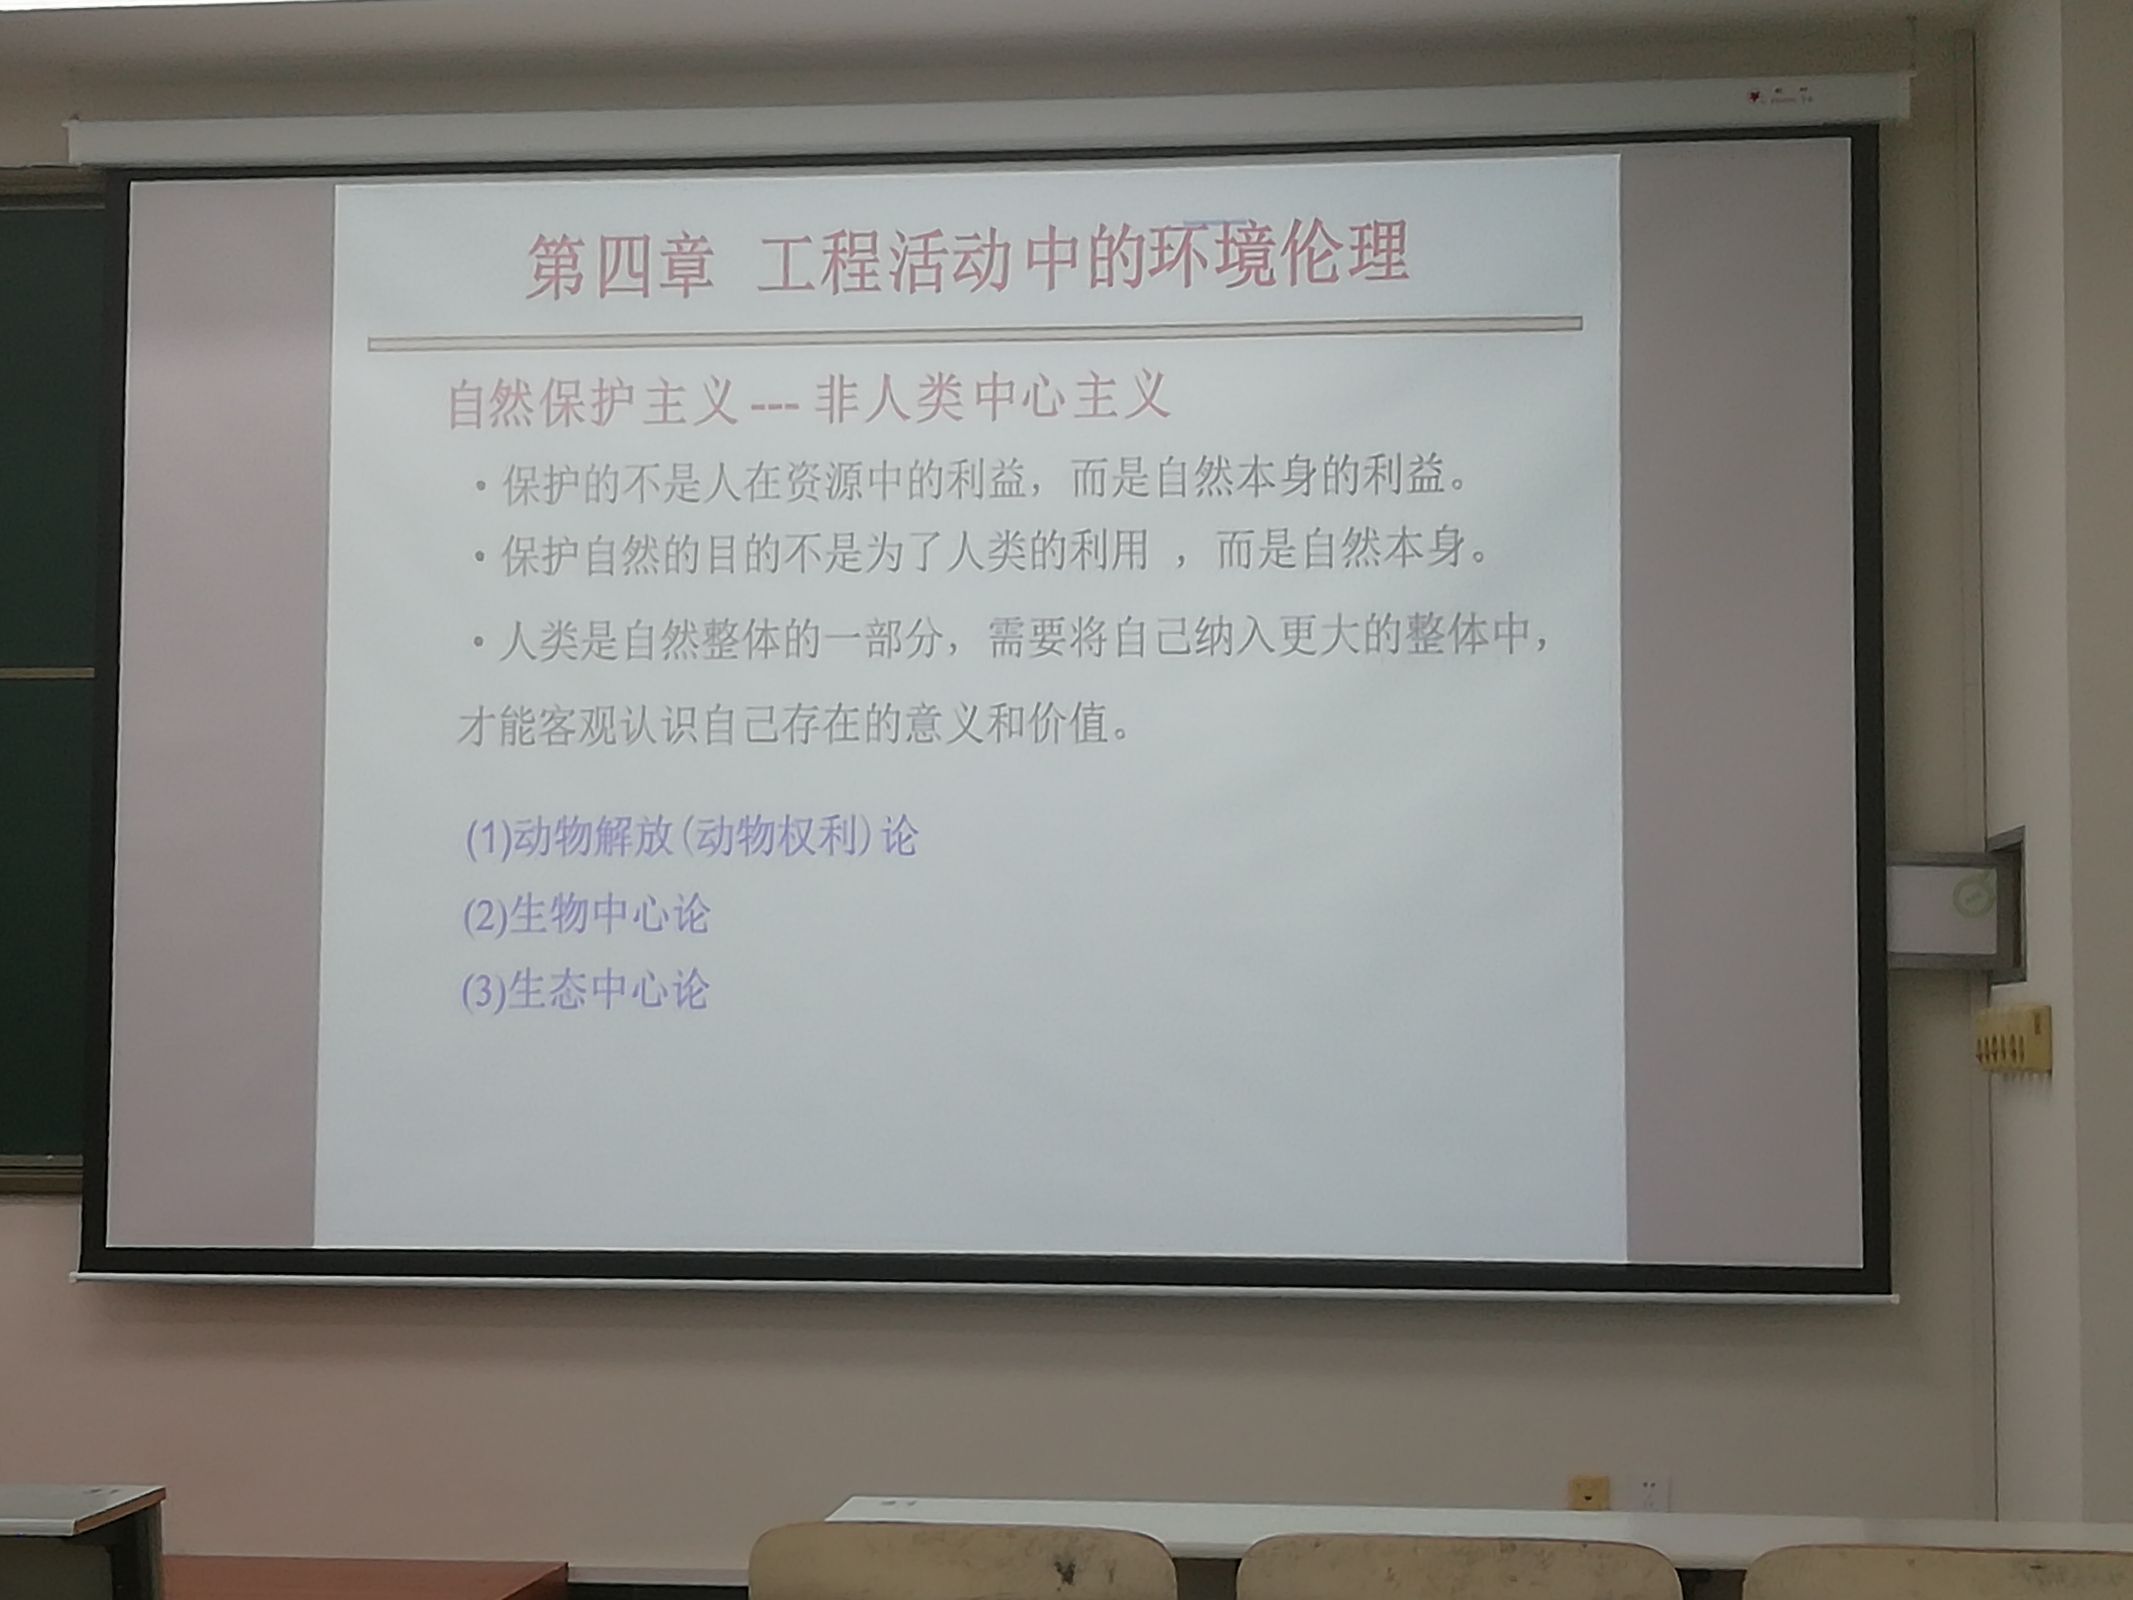 第四章 工程活动中的环境伦理
自然保护主义---非人类中心主义
·保护的不是人在资源中的利益，而是自然本身的利益。
·保护自然的目的不是为了人类的利用 ，而是自然本身。
·人类是自然整体的一部分，需要将自己纳入更大的整体中，
才能客观认识自己存在的意义和价值。
(1)动物解放(动物权利)论
(2)生物中心论
(3)生态中心论